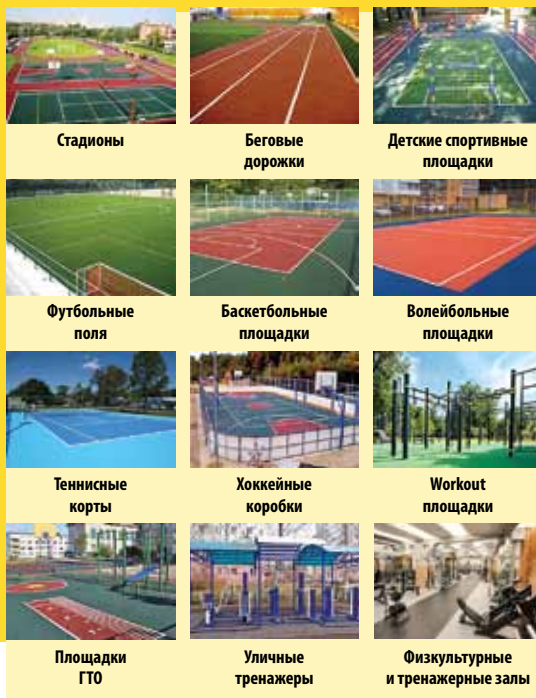 Стадионы
Беговые
дорожки
Детские спортивные
площадки
Футбольные
поля
Баскетбольные
площадки
Волейбольные
площадки
Теннисные
корты
Хоккейные
коробки
Workout
площадки
Площадки
ГТО
Уличные
тренажеры
Физкультурные
и тренажерные залы